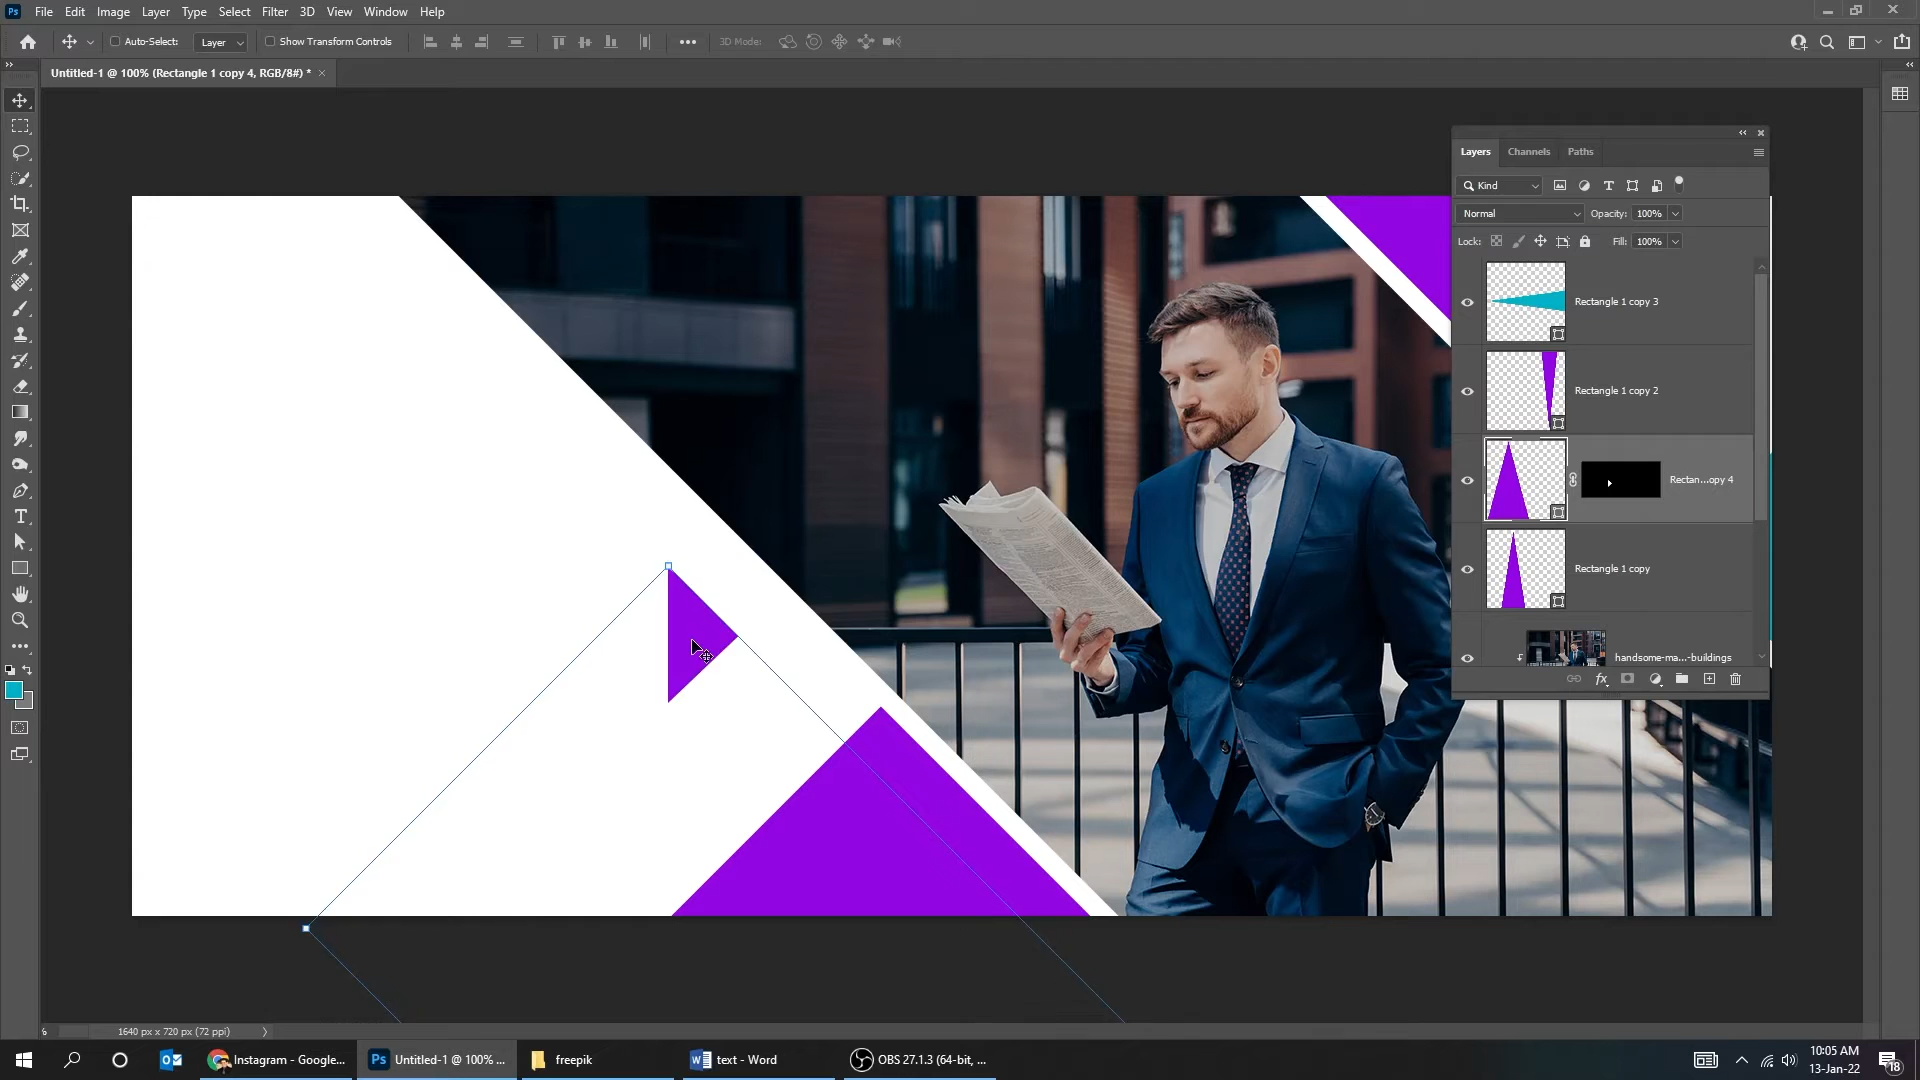 Ps File Edit Image Layer Type Select Filter 3D View Window Help
Auto-Select: Layer Show Transform Controls 3D Mode:
Untitled-1 @ 100% (Rectangle 1 copy 4, RGB/8#) *
Layers Channels Paths
Kind
Normal Opacity: 100%
Lock: Fill: 100%
Rectangle 1 copy 3
Rectangle 1 copy 2
Rectan...opy 4
Rectangle 1 copy
handsome-ma...-buildings
fx
% 1640 px x 720 px (72 ppi)
Instagram - Google...
Ps Untitled-1 @ 100% ...
freepik
text - Word
OBS 27.1.3 (64-bit, ...
10:05 AM
13-Jan-22
18